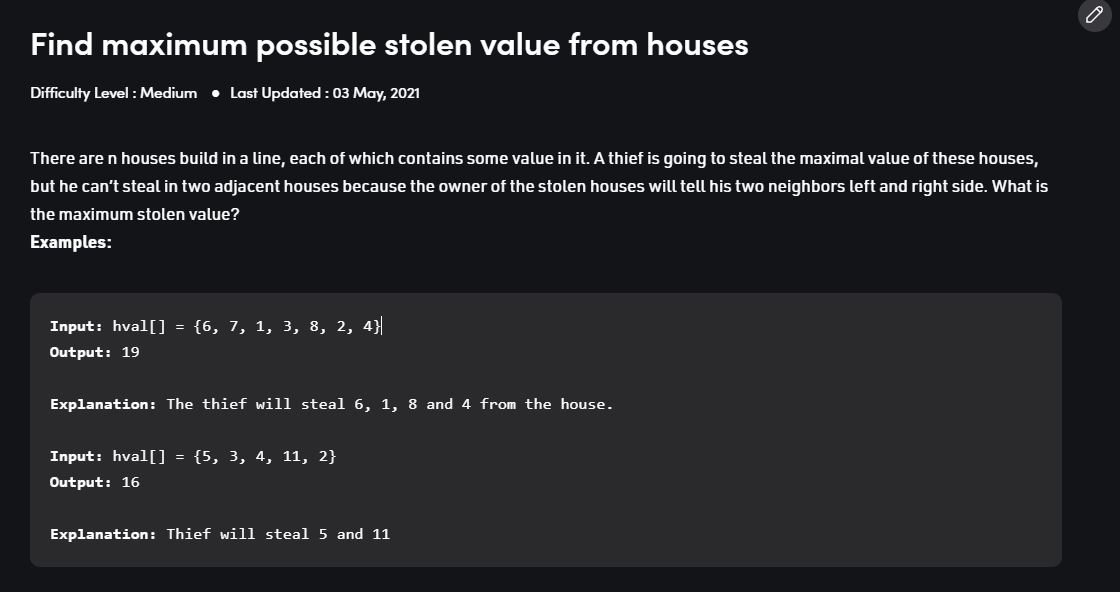 Find maximum possible stolen value from houses
Difficulty Level : Medium ● Last Updated : 03 May, 2021
There are n houses build in a line, each of which contains some value in it. A thief is going to steal the maximal value of these houses,
but he can’t steal in two adjacent houses because the owner of the stolen houses will tell his two neighbors left and right side. What is
the maximum stolen value?
Examples:
Input: hval[] = {6, 7, 1, 3, 8, 2, 4}
Output: 19
Explanation: The thief will steal 6, 1, 8 and 4 from the house.
Input: hval[] = {5, 3, 4, 11, 2}
Output: 16
Explanation: Thief will steal 5 and 11